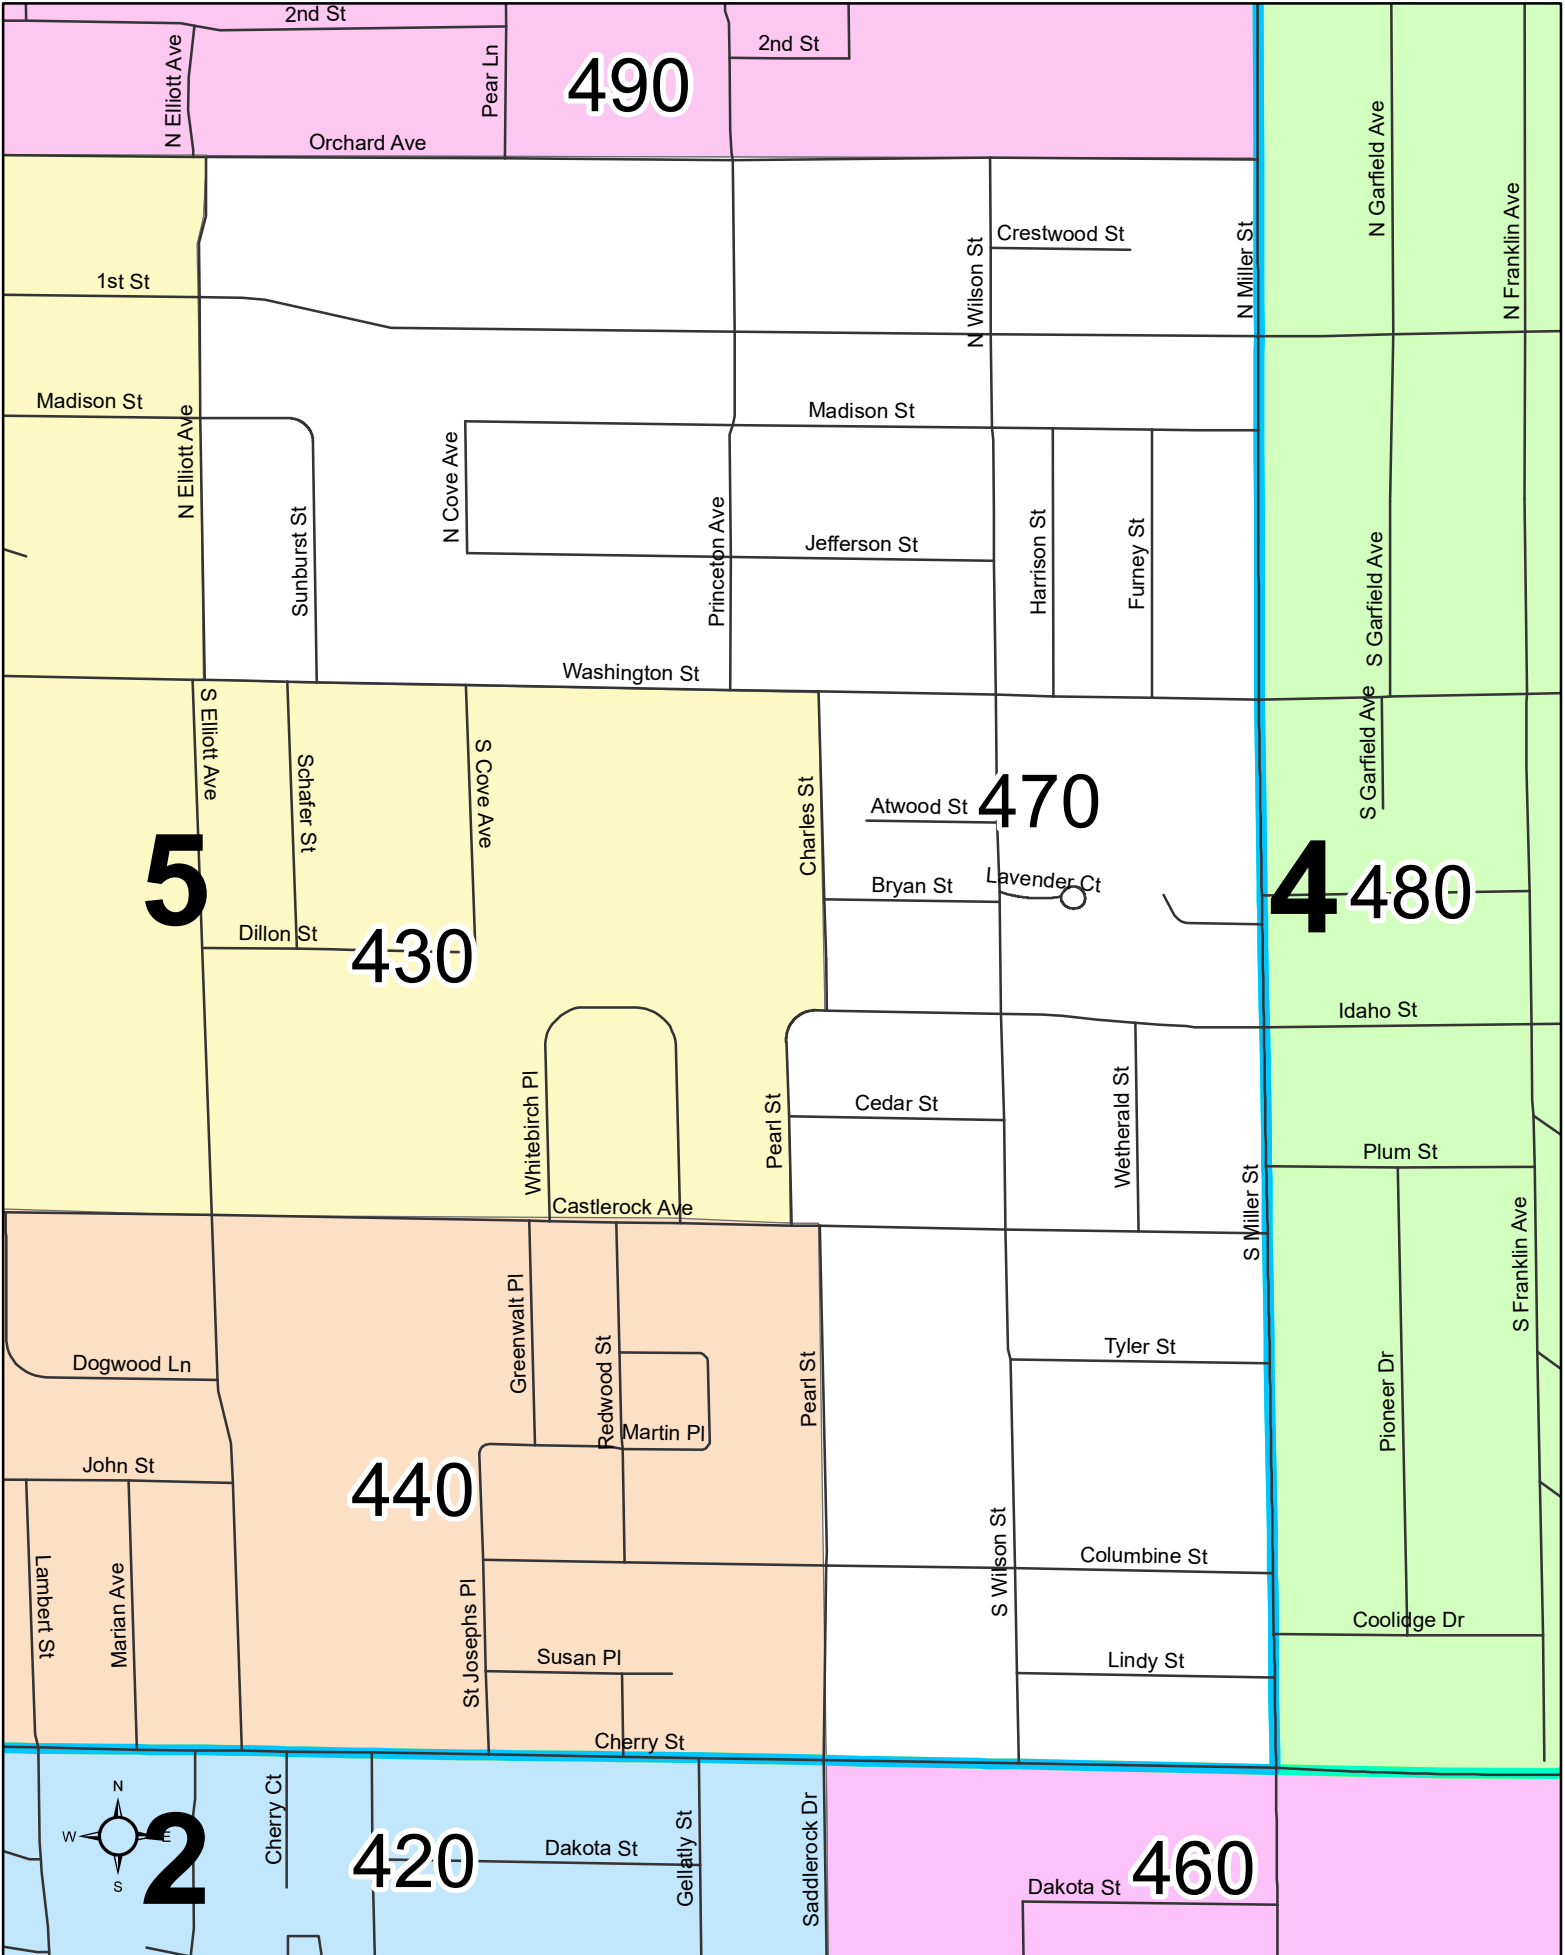 2nd St
2nd St
N Elliott Ave
Pear Ln
490
Orchard Ave
N Garfield Ave
N Franklin Ave
Crestwood St
N Wilson St
N Miller St
1st St
Madison St
N Elliott Ave
Madison St
N Cove Ave
Sunburst St
Princeton Ave
Jefferson St
Harrison St
Furney St
S Garfield Ave
Washington St
S Elliott Ave
Schafer St
S Cove Ave
Charles St
Atwood St
470
S Garfield Ave
5
Bryan St
Lavender Ct
4
480
Dillon St
430
Idaho St
Whitebirch Pl
Pearl St
Cedar St
Wetherald St
Plum St
S Miller St
Castlerock Ave
S Franklin Ave
Greenwalt Pl
Redwood St
Dogwood Ln
Pearl St
Tyler St
Pioneer Dr
Martin Pl
John St
440
S Wilson St
Lambert St
Marian Ave
St Josephs Pl
Columbine St
Coolidge Dr
Susan Pl
Lindy St
Cherry St
N
W
E
S
2
Cherry Ct
420
Dakota St
Gellatly St
Saddlerock Dr
460
Dakota St